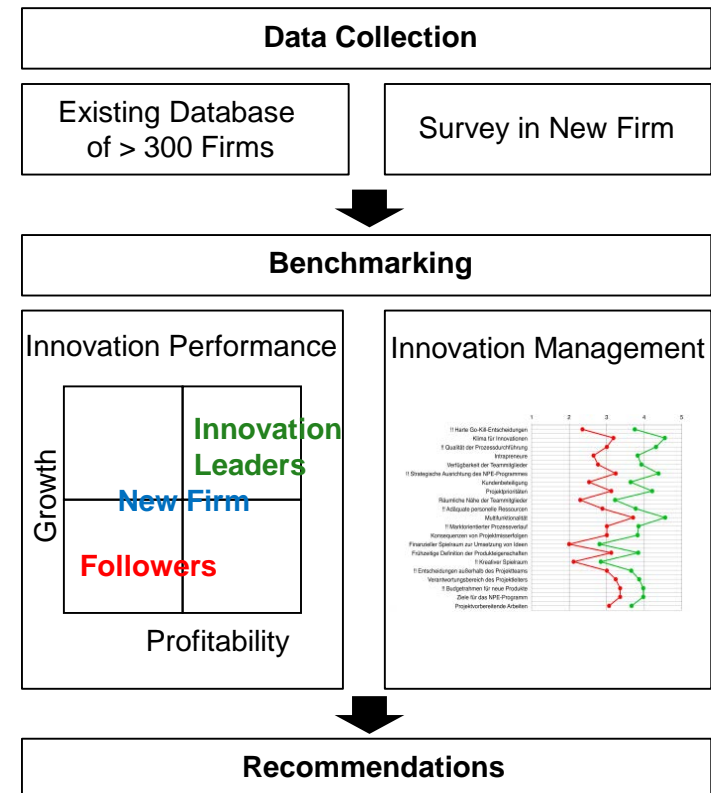 Data Collection
Existing Database
of > 300 Firms
Survey in New Firm
Benchmarking
Innovation Performance
Growth
Innovation
Leaders
New Firm
Followers
Profitability
Innovation Management
1 2 3 4 5
!! Harte Go-Kill-Entscheidungen
Klima für Innovationen
!! Qualität der Prozessdurchführung
Intrapreneure
Verfügbarkeit der Teammitglieder
!! Strategische Ausrichtung des NPE-Programmes
Kundenbeteiligung
Projektprioritäten
Räumliche Nähe der Teammitglieder
!! Adäquate personelle Ressourcen
Multifunktionalität
!! Marktorientierter Prozessverlauf
Konsequenzen von Projektmisserfolgen
Finanzieller Spielraum zur Umsetzung von Ideen
Frühzeitige Definition der Produkteigenschaften
!! Kreativer Spielraum
!! Entscheidungen außerhalb des Projektteams
Verantwortungsbereich des Projektleiters
!! Budgetrahmen für neue Produkte
Ziele für das NPE-Programm
Projektvorbereitende Arbeiten
Recommendations